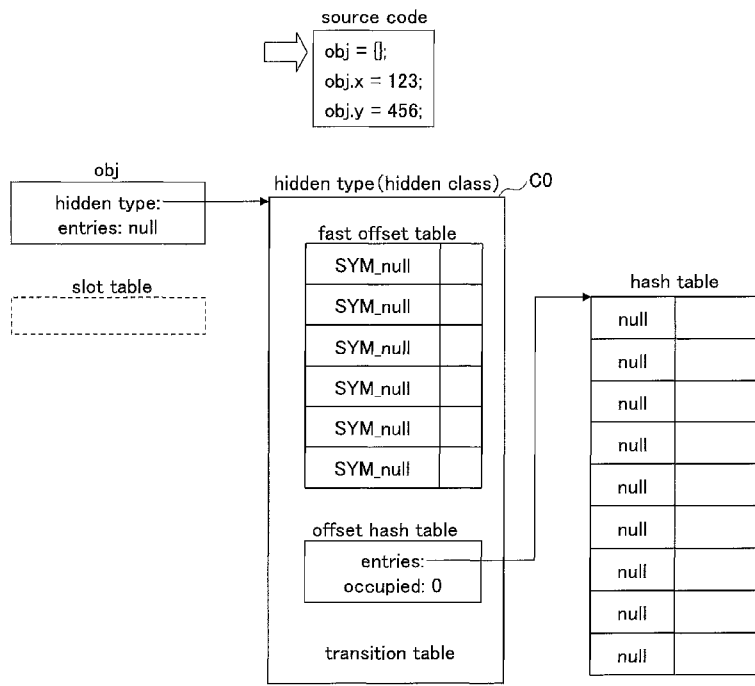 source code
obj = {};
obj.x = 123;
obj.y = 456;
obj
hidden type:
entries: null
slot table
hidden type(hidden class)
C0
fast offset table
SYM_null
SYM_null
SYM_null
SYM_null
SYM_null
SYM_null
offset hash table
entries:
occupied: 0
transition table
hash table
null
null
null
null
null
null
null
null
null